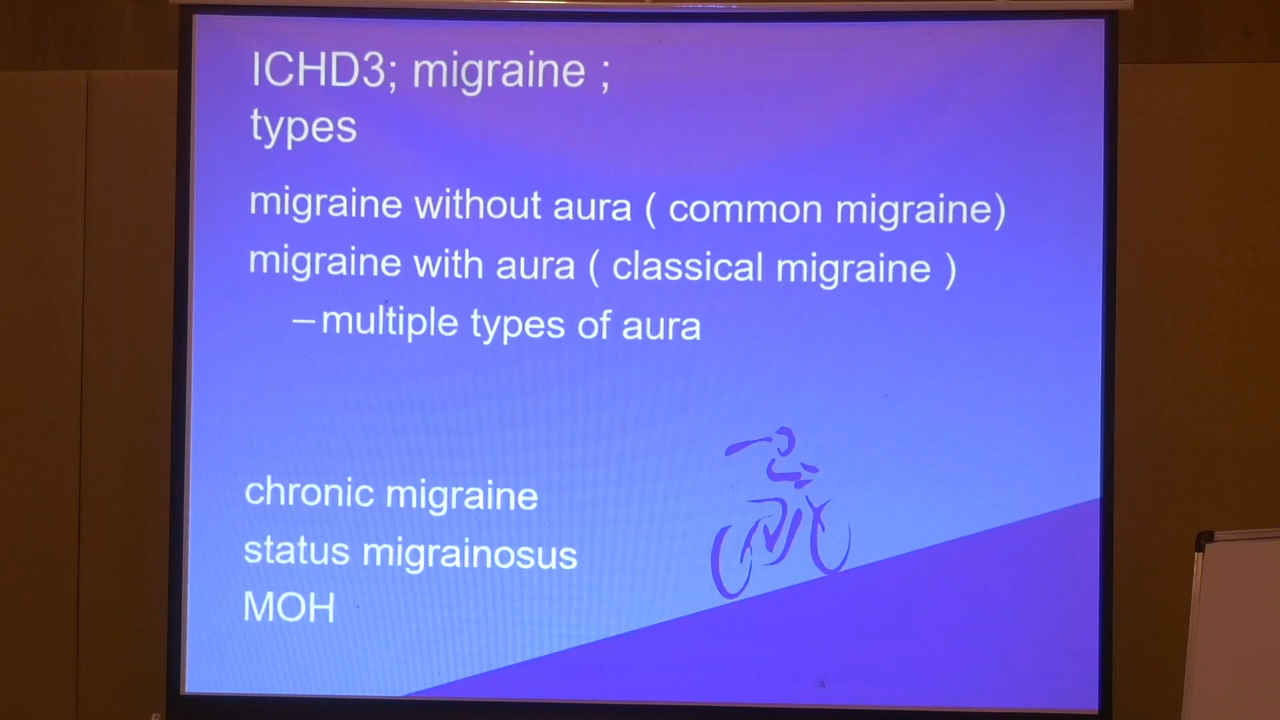 ICHD3; migraine ;
types
migraine without aura ( common migraine)
migraine with aura ( classical migraine )
– multiple types of aura
chronic migraine
status migrainosus
MOH